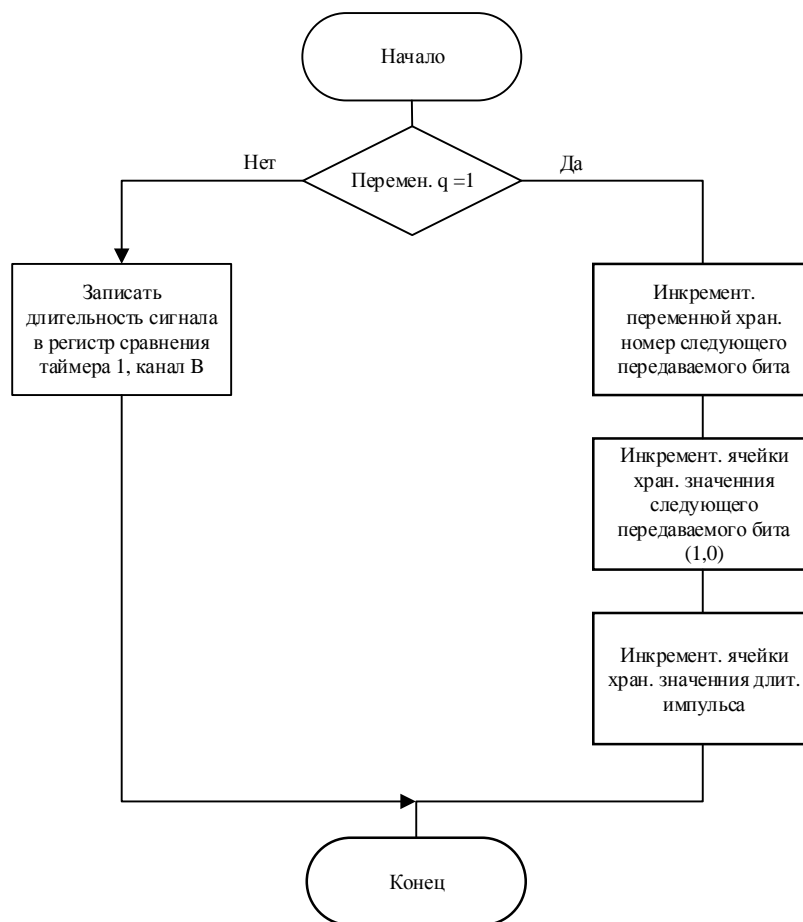 Начало
Нет
Перемен. q =1
Да
Записать
длительность сигнала
в регистр сравнения
таймера 1, канал В
Инкремент.
переменной хран.
номер следующего
передаваемого бита
Инкремент. ячейки
хран. значенния
следующего
передаваемого бита
(1,0)
Инкремент. ячейки
хран. значенния длит.
импульса
Конец